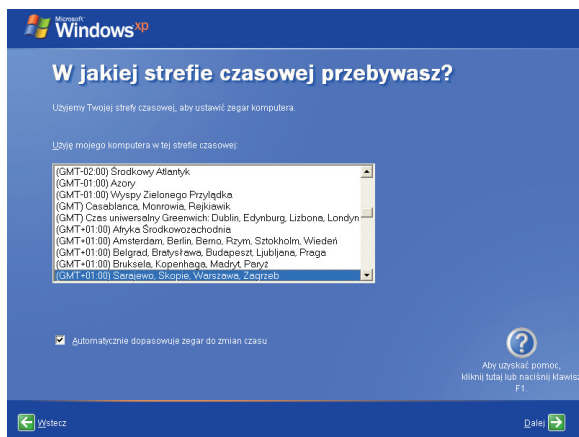 Microsoft
Windows xp
W jakiej strefie czasowej przebywasz?
Użyjemy Twojej strefy czasowej, aby ustawić zegar komputera.
Użyję mojego komputera w tej strefie czasowej:
(GMT-02:00) Środkowy Atlantyk
(GMT-01:00) Azory
(GMT-01:00) Wyspy Zielonego Przylądka
(GMT) Casablanca, Monrowia, Rejkiawik
(GMT) Czas uniwersalny Greenwich: Dublin, Edynburg, Lizbona, Londyn
(GMT+01:00) Afryka Środkowozachodnia
(GMT+01:00) Amsterdam, Berlin, Berno, Rzym, Sztokholm, Wiedeń
(GMT+01:00) Belgrad, Bratysława, Budapeszt, Ljubljana, Praga
(GMT+01:00) Bruksela, Kopenhaga, Madryt, Paryż
(GMT+01:00) Sarajewo, Skopie, Warszawa, Zagrzeb
Automatycznie dopasowuje zegar do zmian czasu
?
Aby uzyskać pomoc,
kliknij tutaj lub naciśnij klawisz
F1.
Wstecz
Dalej